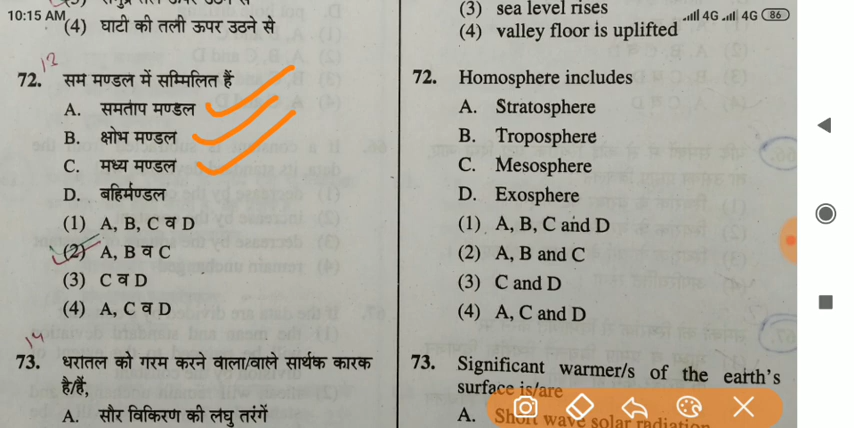 10:15 AM
4G 4G 86
(4) घाटी की तली ऊपर उठने से
12
72. सम मण्डल में सम्मिलित हैं
A. समताप मण्डल
B. क्षोभ मण्डल
C. मध्य मण्डल
D. बहिर्मण्डल
(1) A, B, C व D
(2) A, B व C
(3) C व D
(4) A, C व D
14
73. धरातल को गरम करने वाला/वाले सार्थक कारक
है/हैं,
A. सौर विकिरण की लघु तरंगें
(3) sea level rises
(4) valley floor is uplifted
72. Homosphere includes
A. Stratosphere
B. Troposphere
C. Mesosphere
D. Exosphere
(1) A, B, C and D
(2) A, B and C
(3) C and D
(4) A, C and D
73. Significant warmer/s of the earth's
surface is/are
A. Short wave solar radiation